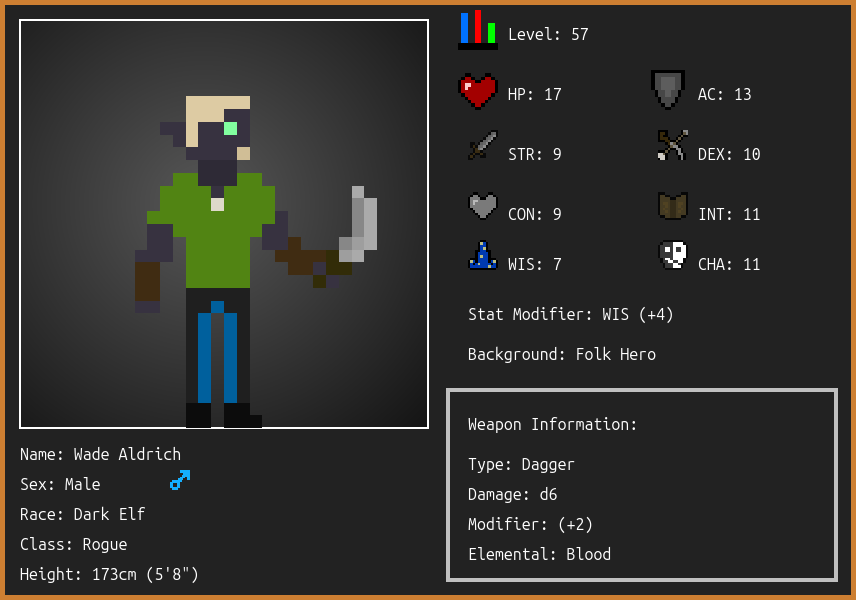 Level: 57
HP: 17
AC: 13
STR: 9
DEX: 10
CON: 9
INT: 11
WIS: 7
CHA: 11
Stat Modifier: WIS (+4)
Background: Folk Hero
Name: Wade Aldrich
Sex: Male
Race: Dark Elf
Class: Rogue
Height: 173cm (5'8")
Weapon Information:
Type: Dagger
Damage: d6
Modifier: (+2)
Elemental: Blood